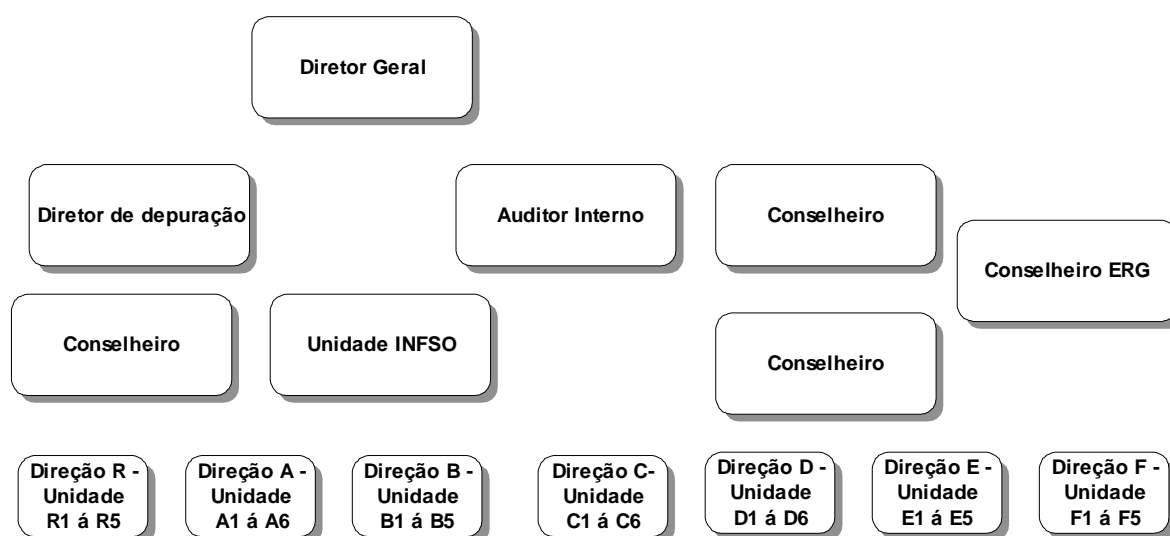 Diretor Geral
Diretor de depuração
Auditor Interno
Conselheiro
Conselheiro ERG
Conselheiro
Unidade INFSO
Conselheiro
Direção R -
Unidade
R1 á R5
Direção A -
Unidade
A1 á A6
Direção B -
Unidade
B1 á B5
Direção C-
Unidade
C1 á C6
Direção D -
Unidade
D1 á D6
Direção E -
Unidade
E1 á E5
Direção F -
Unidade
F1 á F5